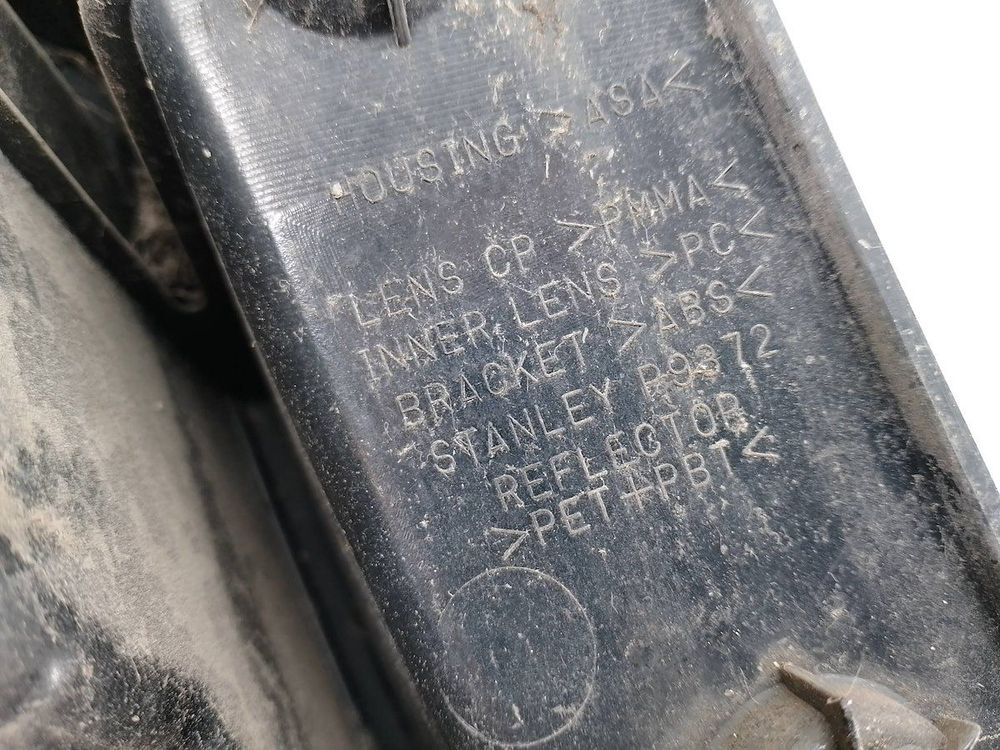 HOUSING >ASA<
LENS CP >PMMA<
INNER LENS >PC<
BRACKET >ABS<
STANLEY P9372
REFLECTOR
>PET+PBT<